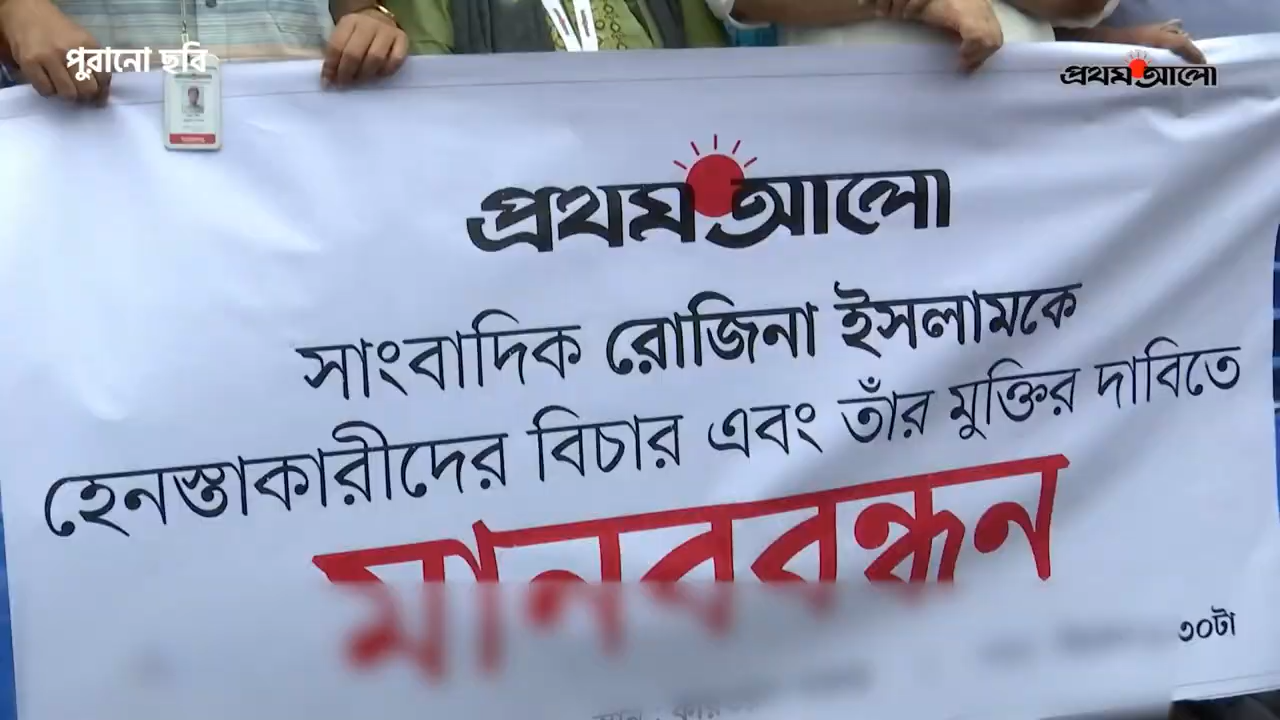 পুরানো ছবি
প্রথম আলো
প্রথম আলো
সাংবাদিক রোজিনা ইসলামকে
হেনস্তাকারীদের বিচার এবং তাঁর মুক্তির দাবিতে
মানববন্ধন
৩০টা